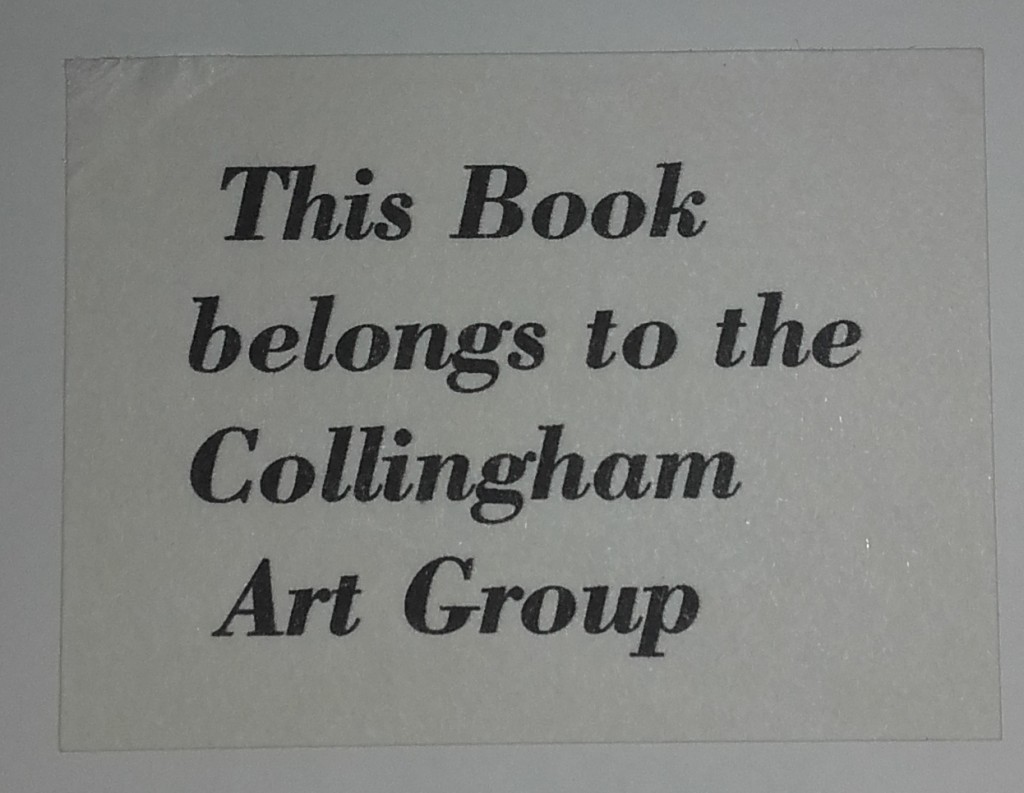 This Book
belongs to the
Collingham
Art Group